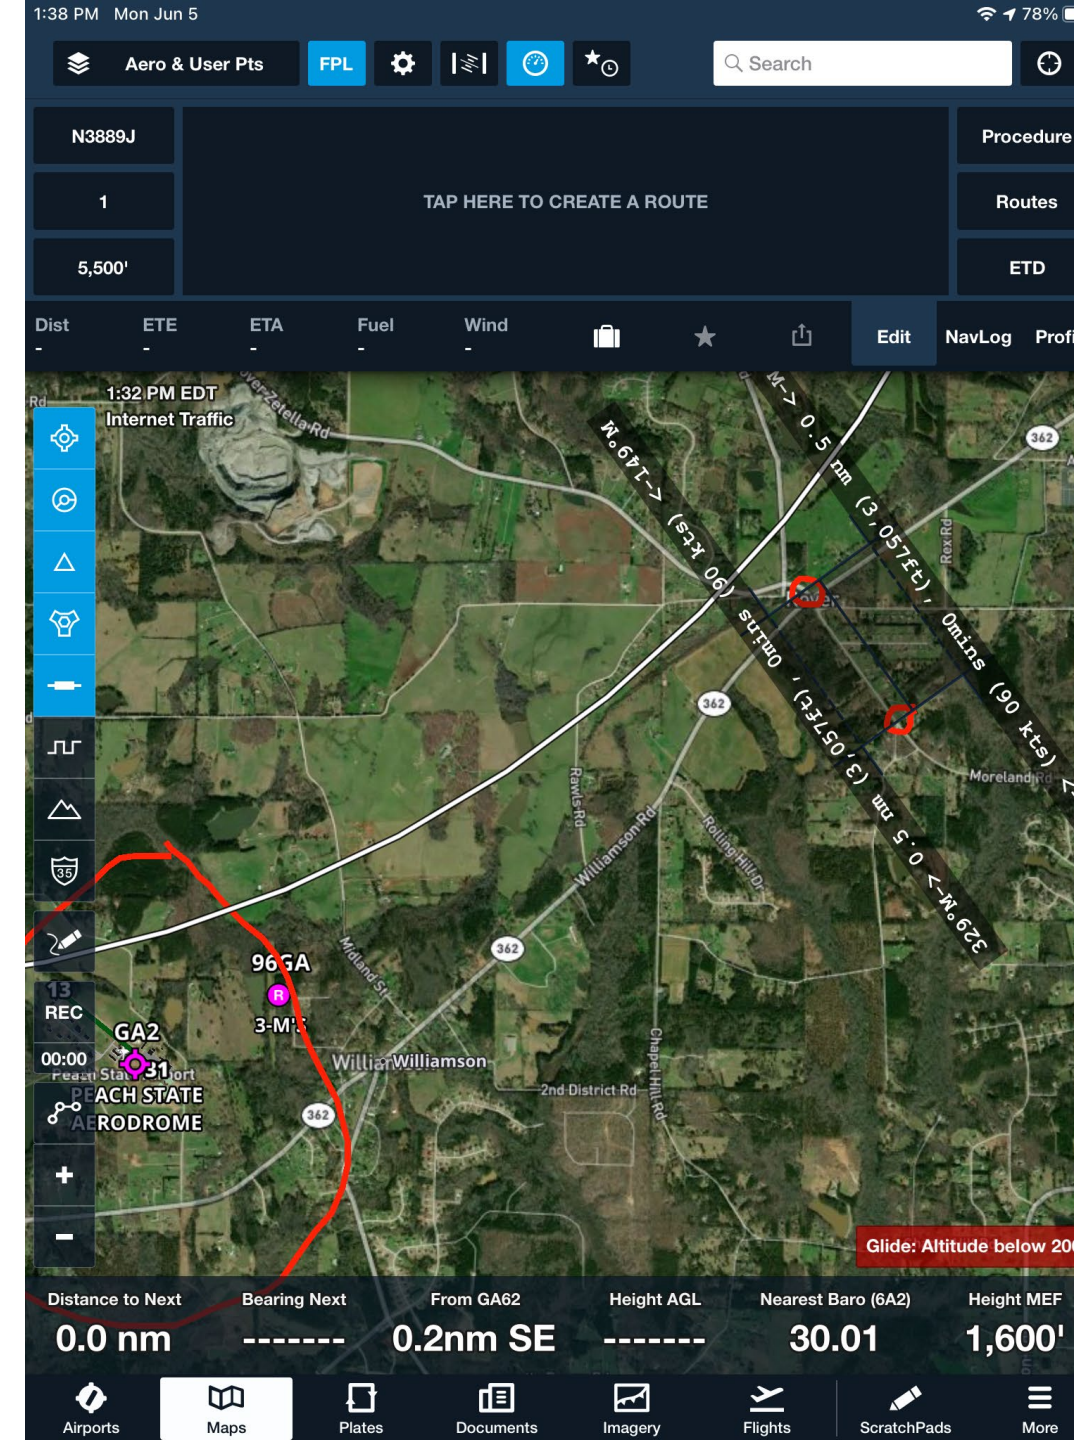 1:38 PM Mon Jun 5
78%
Aero & User Pts
FPL
Search
N3889J
1
5,500'
TAP HERE TO CREATE A ROUTE
Procedure
Routes
ETD
Dist
-
ETE
-
ETA
-
Fuel
-
Wind
-
Edit
NavLog
1:32 PM EDT
Internet Traffic
Rd
362
Rex Rd
M-> 0.5 nm (3,057ft), 0mins (90 kts)
329°M-> 0.5 nm (3,057ft), 0mins (90 kts) <-149°M
362
Moreland Rd
Rawls Rd
Williamson Rd
Rolling Hill Dr
35
362
Midland St
96GA
R
3-M'S
13
REC
GA2
00:00
31
PEACH STATE
AERODROME
Williamson
Chapel Hill Rd
2nd District Rd
362
Glide: Altitude below 200
Distance to Next
0.0 nm
Bearing Next
-------
From GA62
0.2nm SE
Height AGL
-------
Nearest Baro (6A2)
30.01
Height MEF
1,600'
Airports
Maps
Plates
Documents
Imagery
Flights
ScratchPads
More